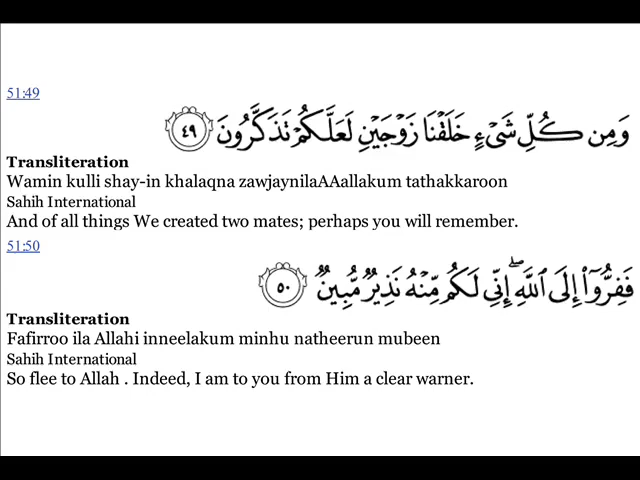 51:49
وَمِن كُلِّ شَىْءٍ خَلَقْنَا زَوْجَيْنِ لَعَلَّكُمْ تَذَكَّرُونَ ٤٩
Transliteration
Wamin kulli shay-in khalaqna zawjaynilaAAallakum tathakkaroon
Sahih International
And of all things We created two mates; perhaps you will remember.
51:50
فَفِرُّوٓا۟ إِلَى ٱللَّهِ ۖ إِنِّى لَكُم مِّنْهُ نَذِيرٌ مُّبِينٌ ٥٠
Transliteration
Fafirroo ila Allahi inneelakum minhu natheerun mubeen
Sahih International
So flee to Allah . Indeed, I am to you from Him a clear warner.